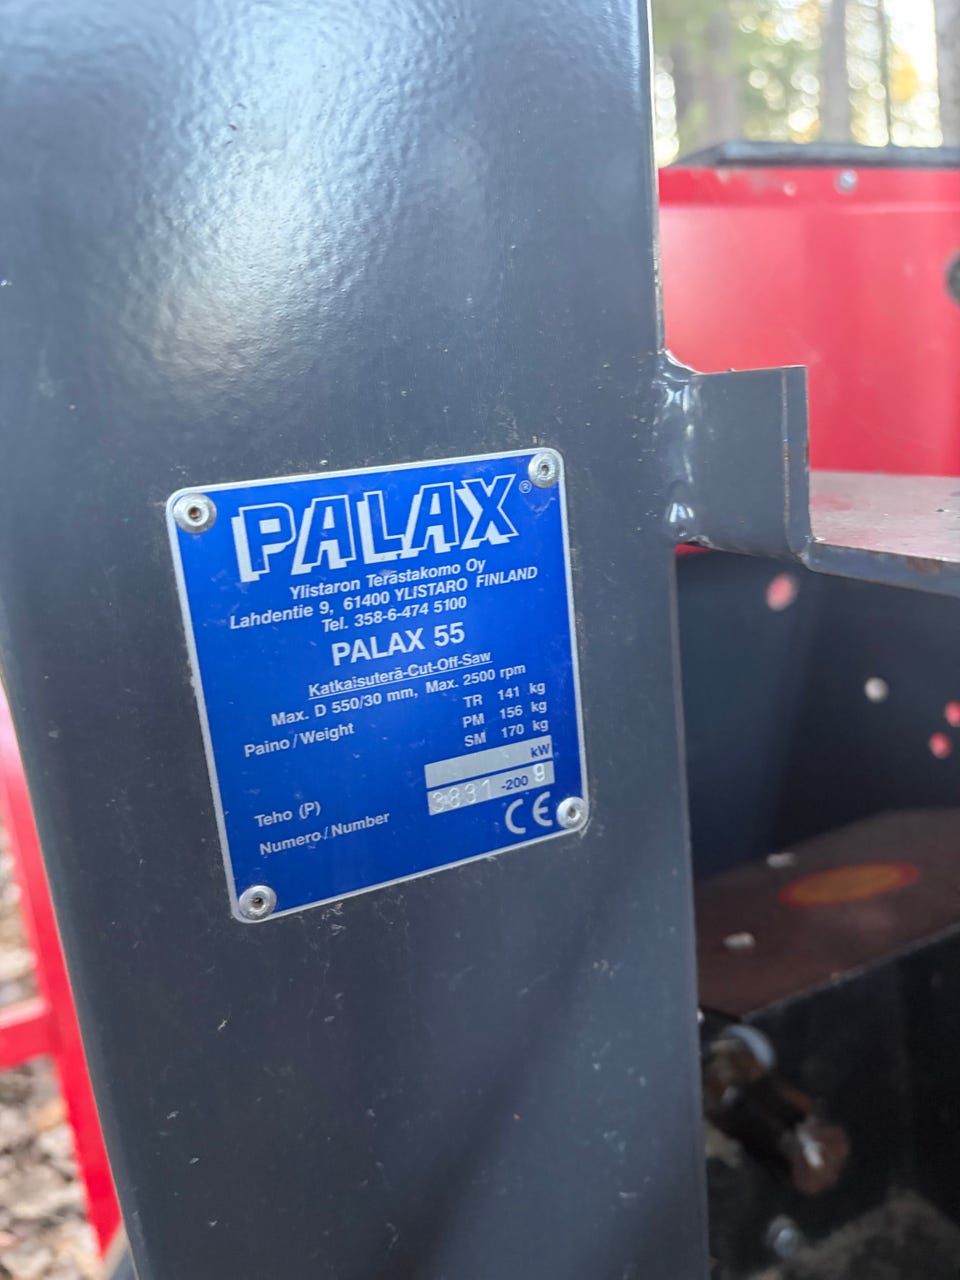 PALAX®
Ylistaron Terästakomo Oy
Lahdentie 9, 61400 YLISTARO FINLAND
Tel. 358-6-474 5100
PALAX 55
Katkaisuterä-Cut-Off-Saw
Max. D 550/30 mm, Max. 2500 rpm
Paino/Weight TR 141 kg
PM 156 kg
SM 170 kg
Teho (P) kW
Numero/Number 3831 -200 9
CE